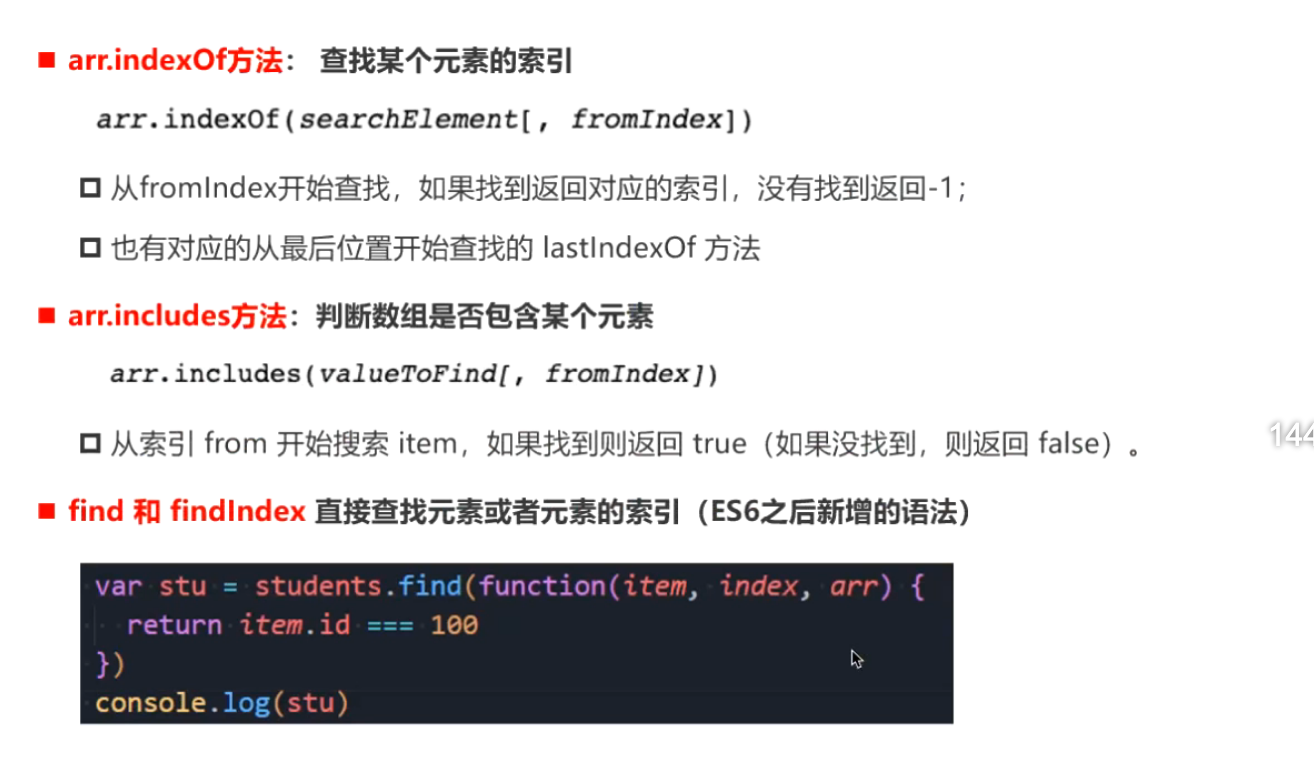 arr.indexOf方法： 查找某个元素的索引
arr.indexOf(searchElement[, fromIndex])
从fromIndex开始查找，如果找到返回对应的索引，没有找到返回-1；
也有对应的从最后位置开始查找的 lastIndexOf 方法
arr.includes方法：判断数组是否包含某个元素
arr.includes(valueToFind[, fromIndex])
从索引 from 开始搜索 item，如果找到则返回 true（如果没找到，则返回 false）。
144
find 和 findIndex 直接查找元素或者元素的索引（ES6之后新增的语法）
var stu = students.find(function(item, index, arr) {
  return item.id === 100
})
console.log(stu)